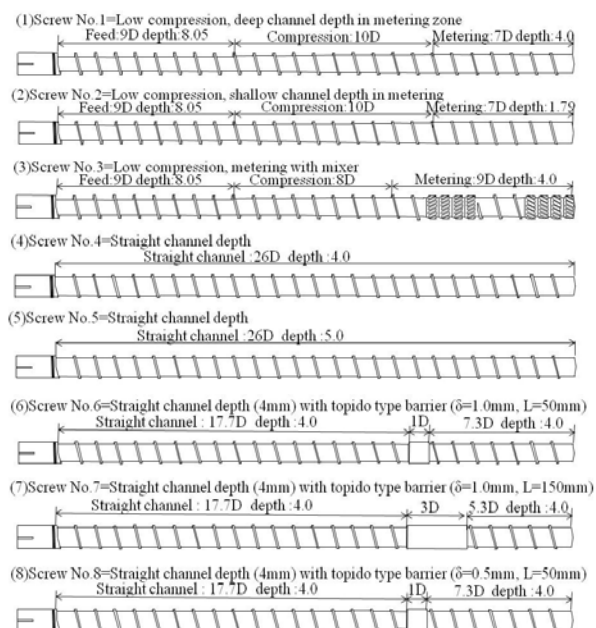 (1)Screw No.1=Low compression, deep channel depth in metering zone
Feed:9D depth:8.05 Compression:10D Metering:7D depth:4.0
(2)Screw No.2=Low compression, shallow channel depth in metering
Feed:9D depth:8.05 Compression:10D Metering:7D depth:1.79
(3)Screw No.3=Low compression, metering with mixer
Feed:9D depth:8.05 Compression:8D Metering:9D depth:4.0
(4)Screw No.4=Straight channel depth
Straight channel :26D depth :4.0
(5)Screw No.5=Straight channel depth
Straight channel :26D depth :5.0
(6)Screw No.6=Straight channel depth (4mm) with topido type barrier (δ=1.0mm, L=50mm)
Straight channel : 17.7D depth :4.0 1D 7.3D depth :4.0
(7)Screw No.7=Straight channel depth (4mm) with topido type barrier (δ=1.0mm, L=150mm)
Straight channel : 17.7D depth :4.0 3D 5.3D depth :4.0
(8)Screw No.8=Straight channel depth (4mm) with topido type barrier (δ=0.5mm, L=50mm)
Straight channel : 17.7D depth :4.0 1D 7.3D depth :4.0